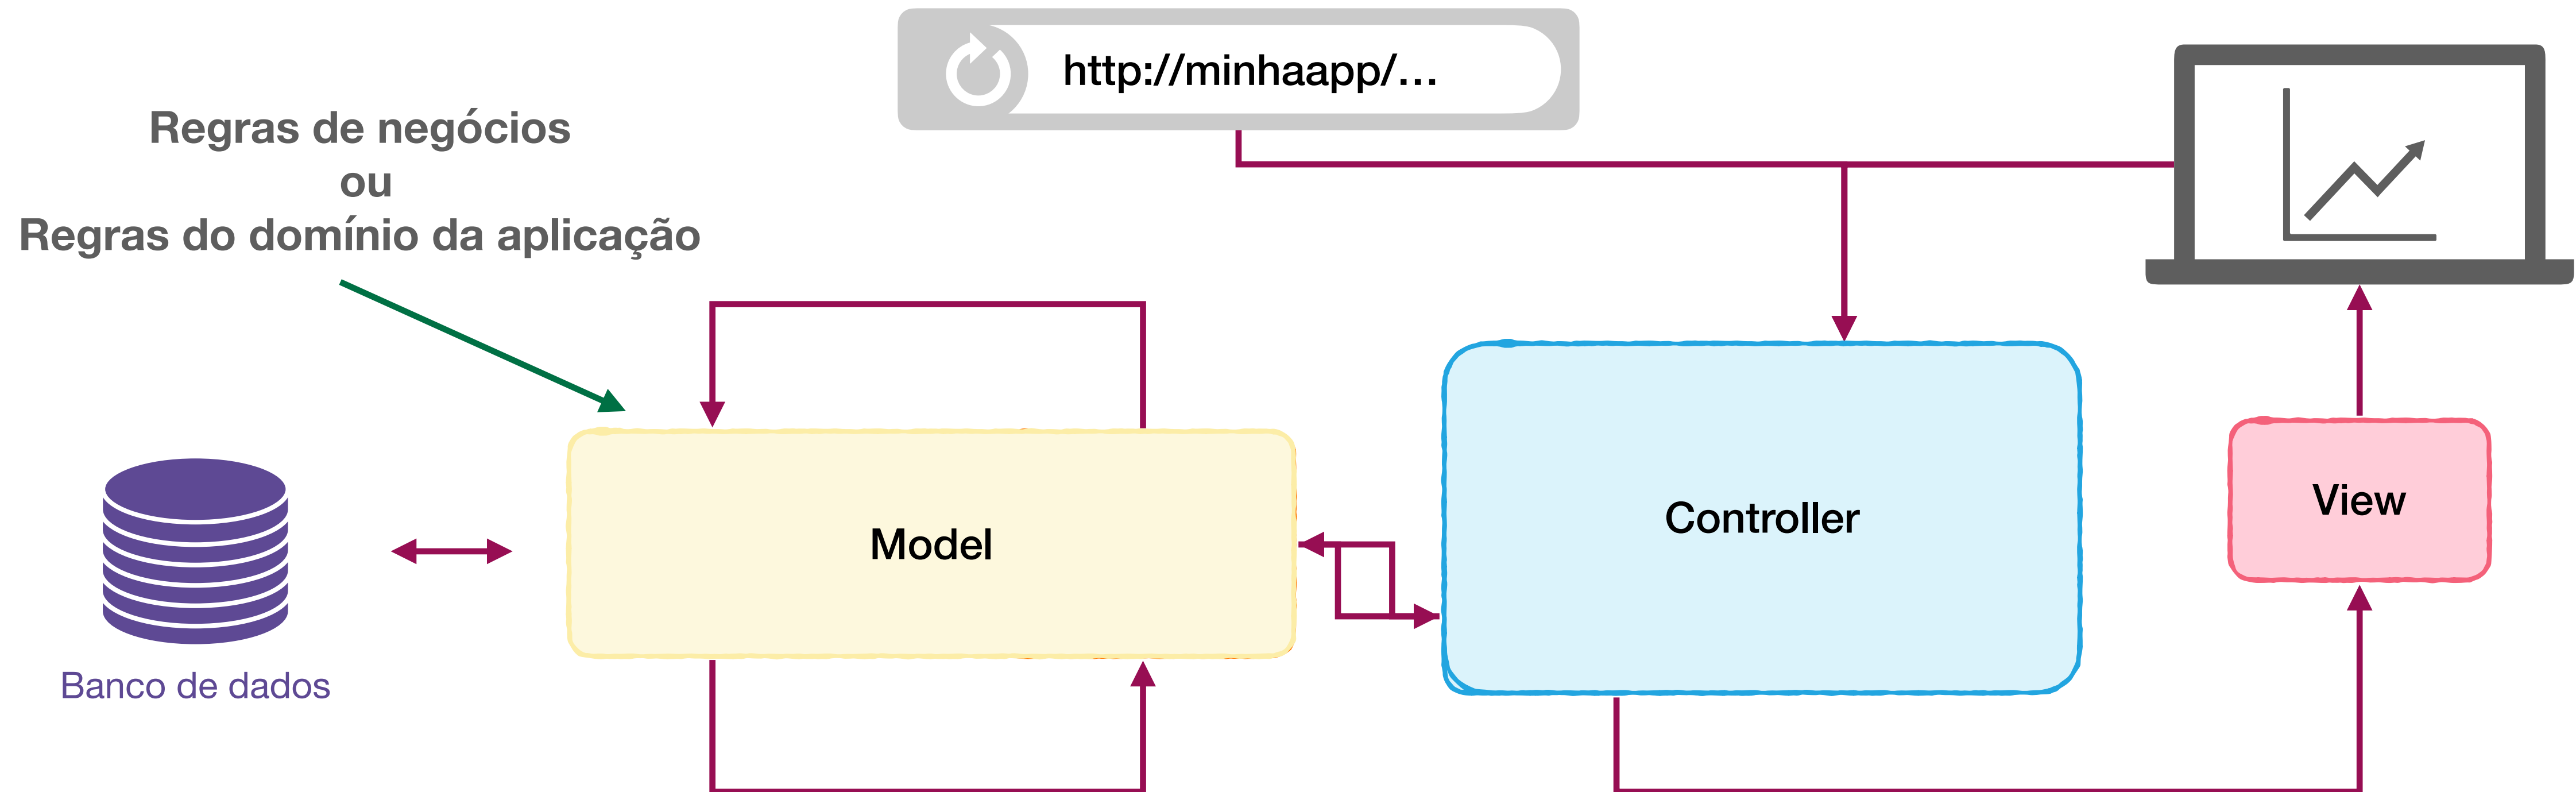 http://minhaapp/...
Regras de negócios
ou
Regras do domínio da aplicação
Model
Controller
View
Banco de dados